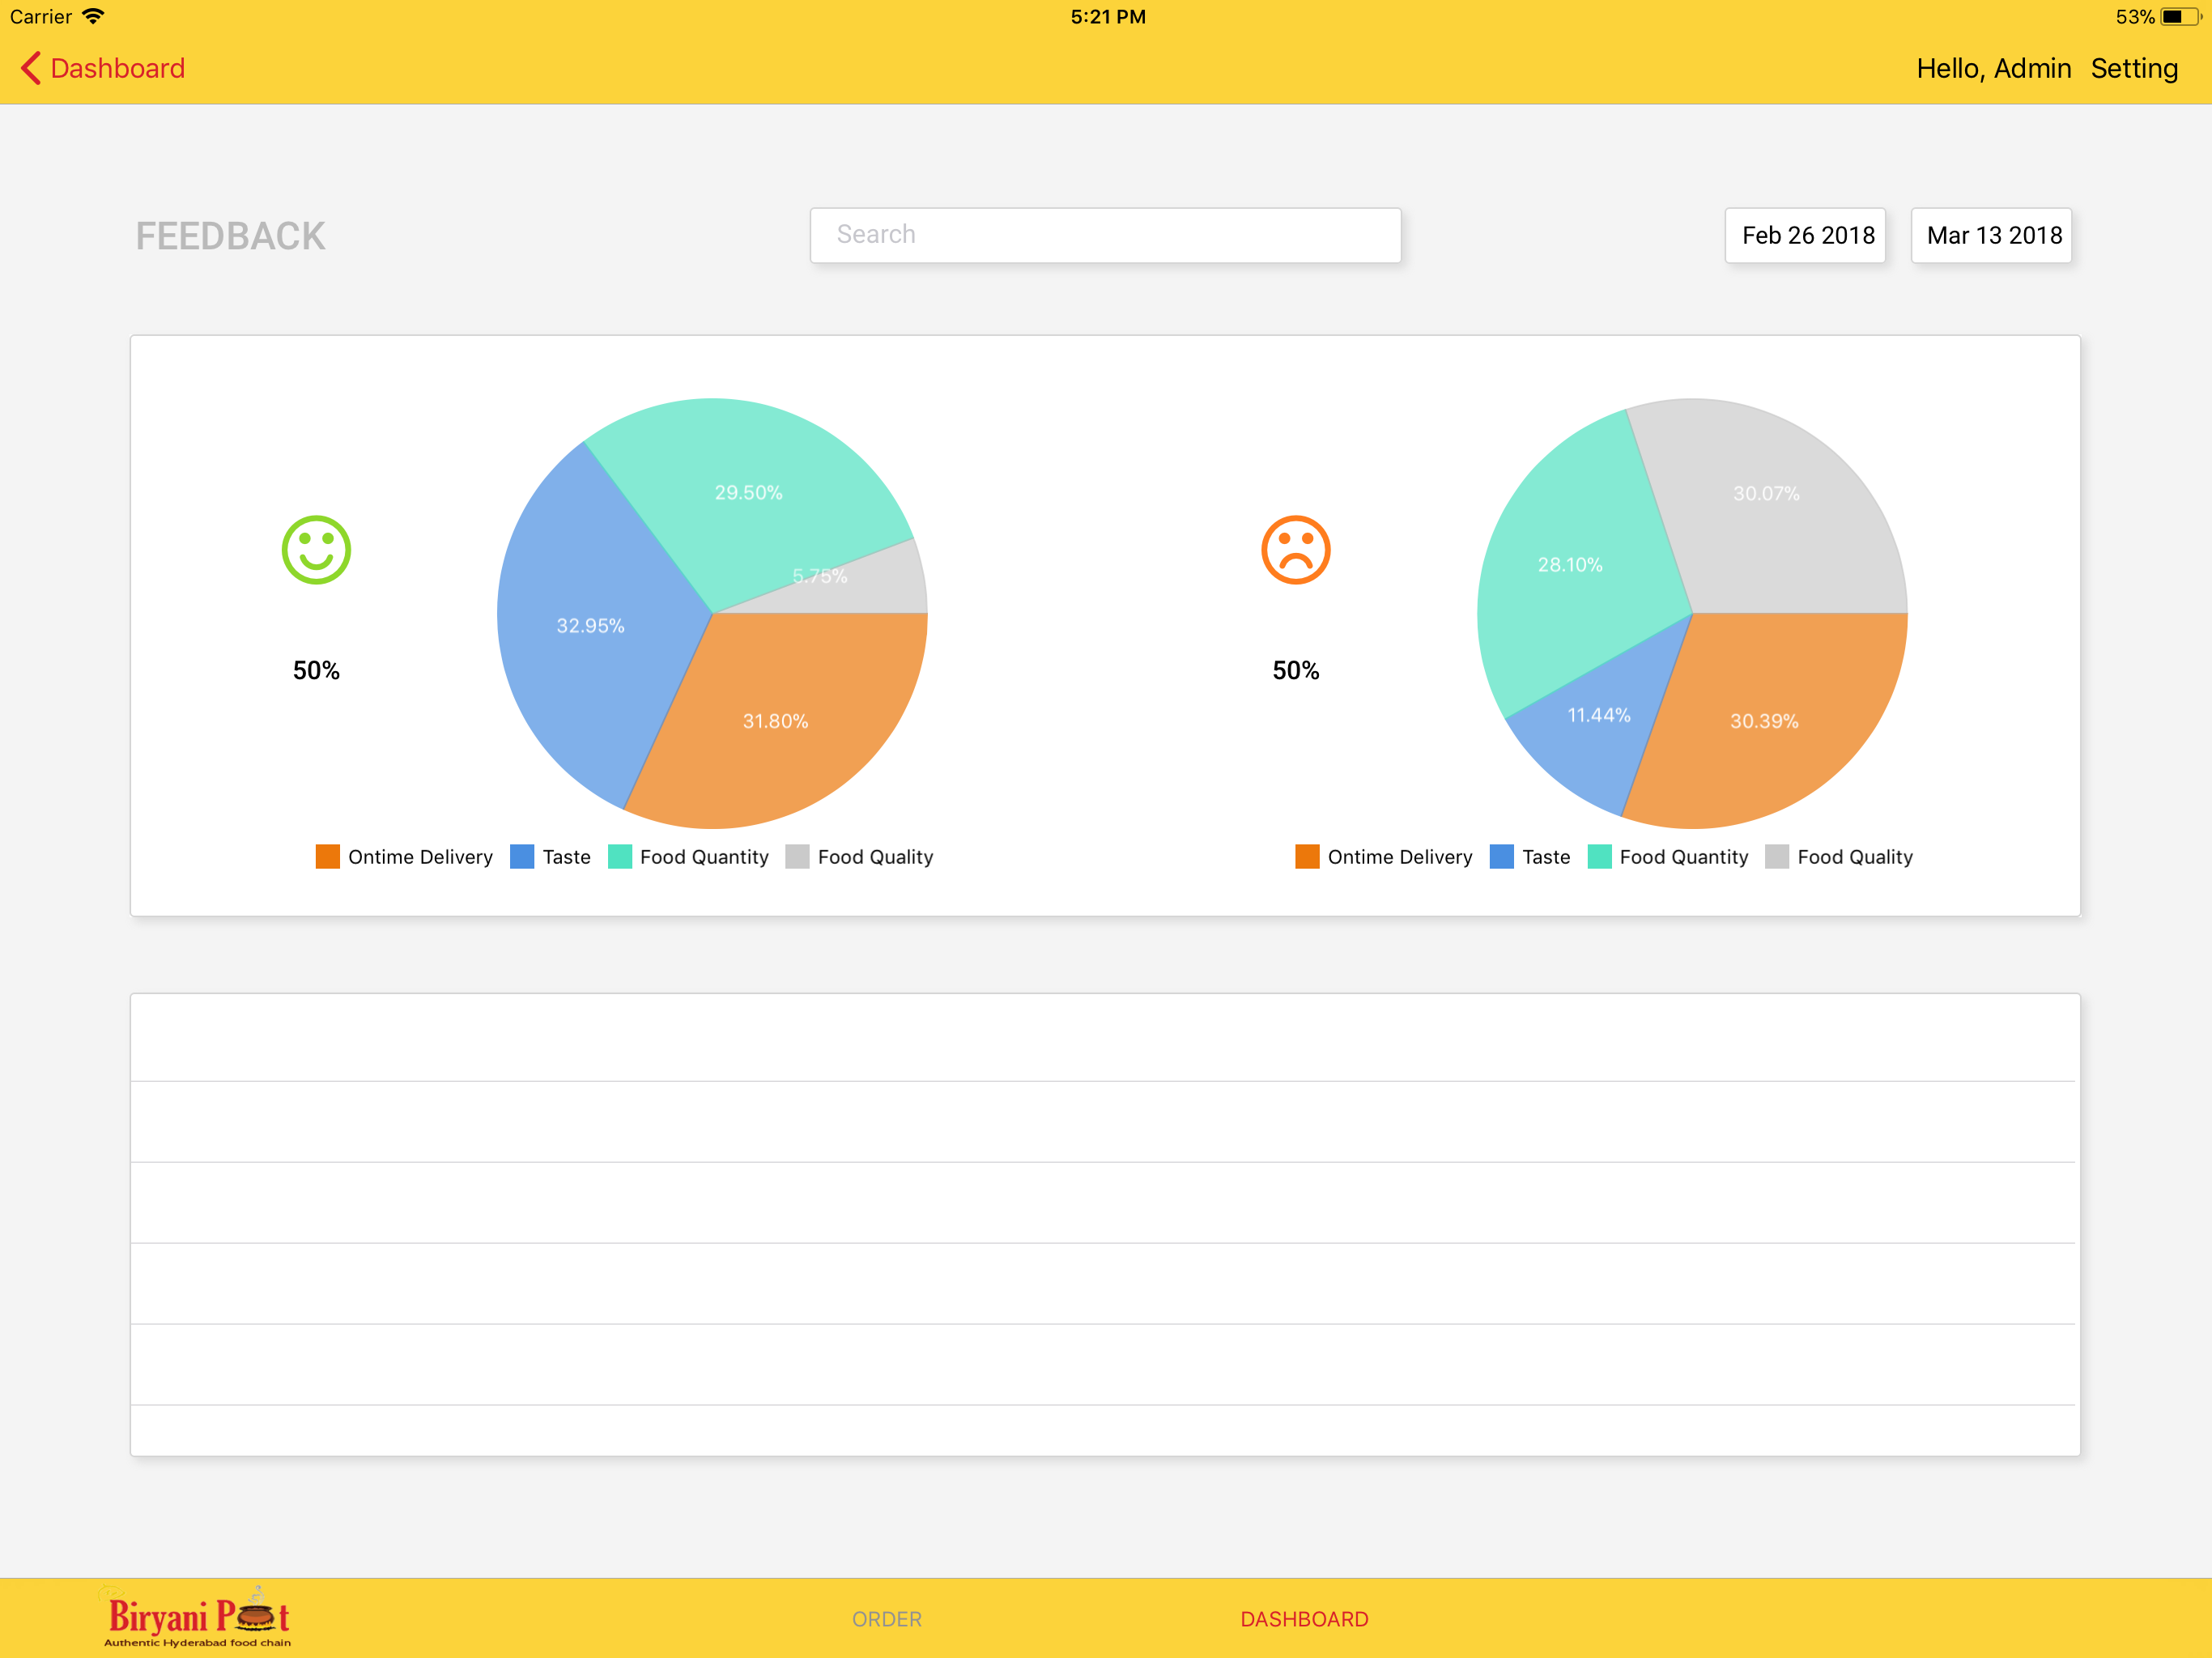 Carrier 5:21 PM 53%
Dashboard Hello, Admin Setting
FEEDBACK Search Feb 26 2018 Mar 13 2018
29.50%
5.75%
32.95%
50%
31.80%
Ontime Delivery Taste Food Quantity Food Quality
30.07%
28.10%
50%
11.44%
30.39%
Ontime Delivery Taste Food Quantity Food Quality
Biryani Pot
Authentic Hyderabad food chain
ORDER DASHBOARD